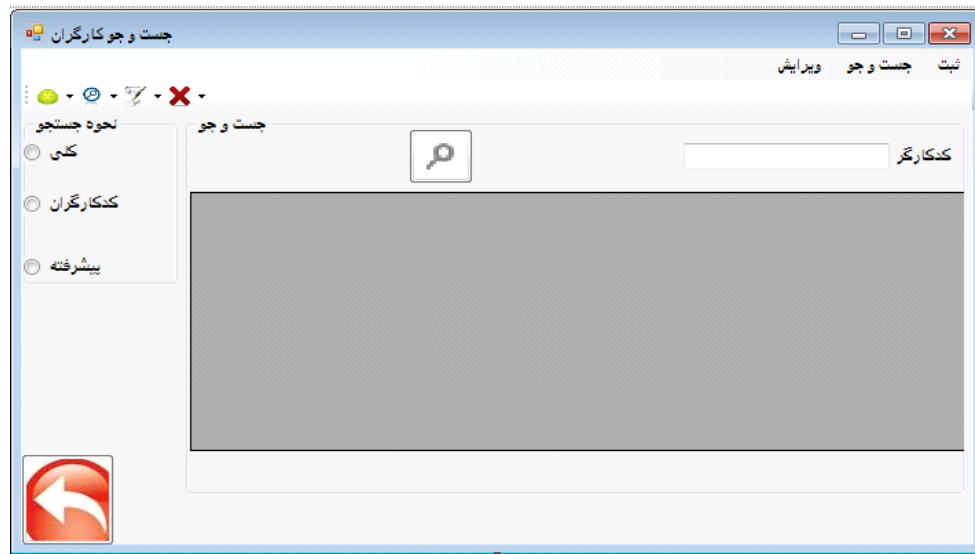 جست و جو کارگران
ثبت جست و جو ویرایش
جست و جو
کدکارگر
نحوه جستجو
کلی
کدکارگران
پیشرفته